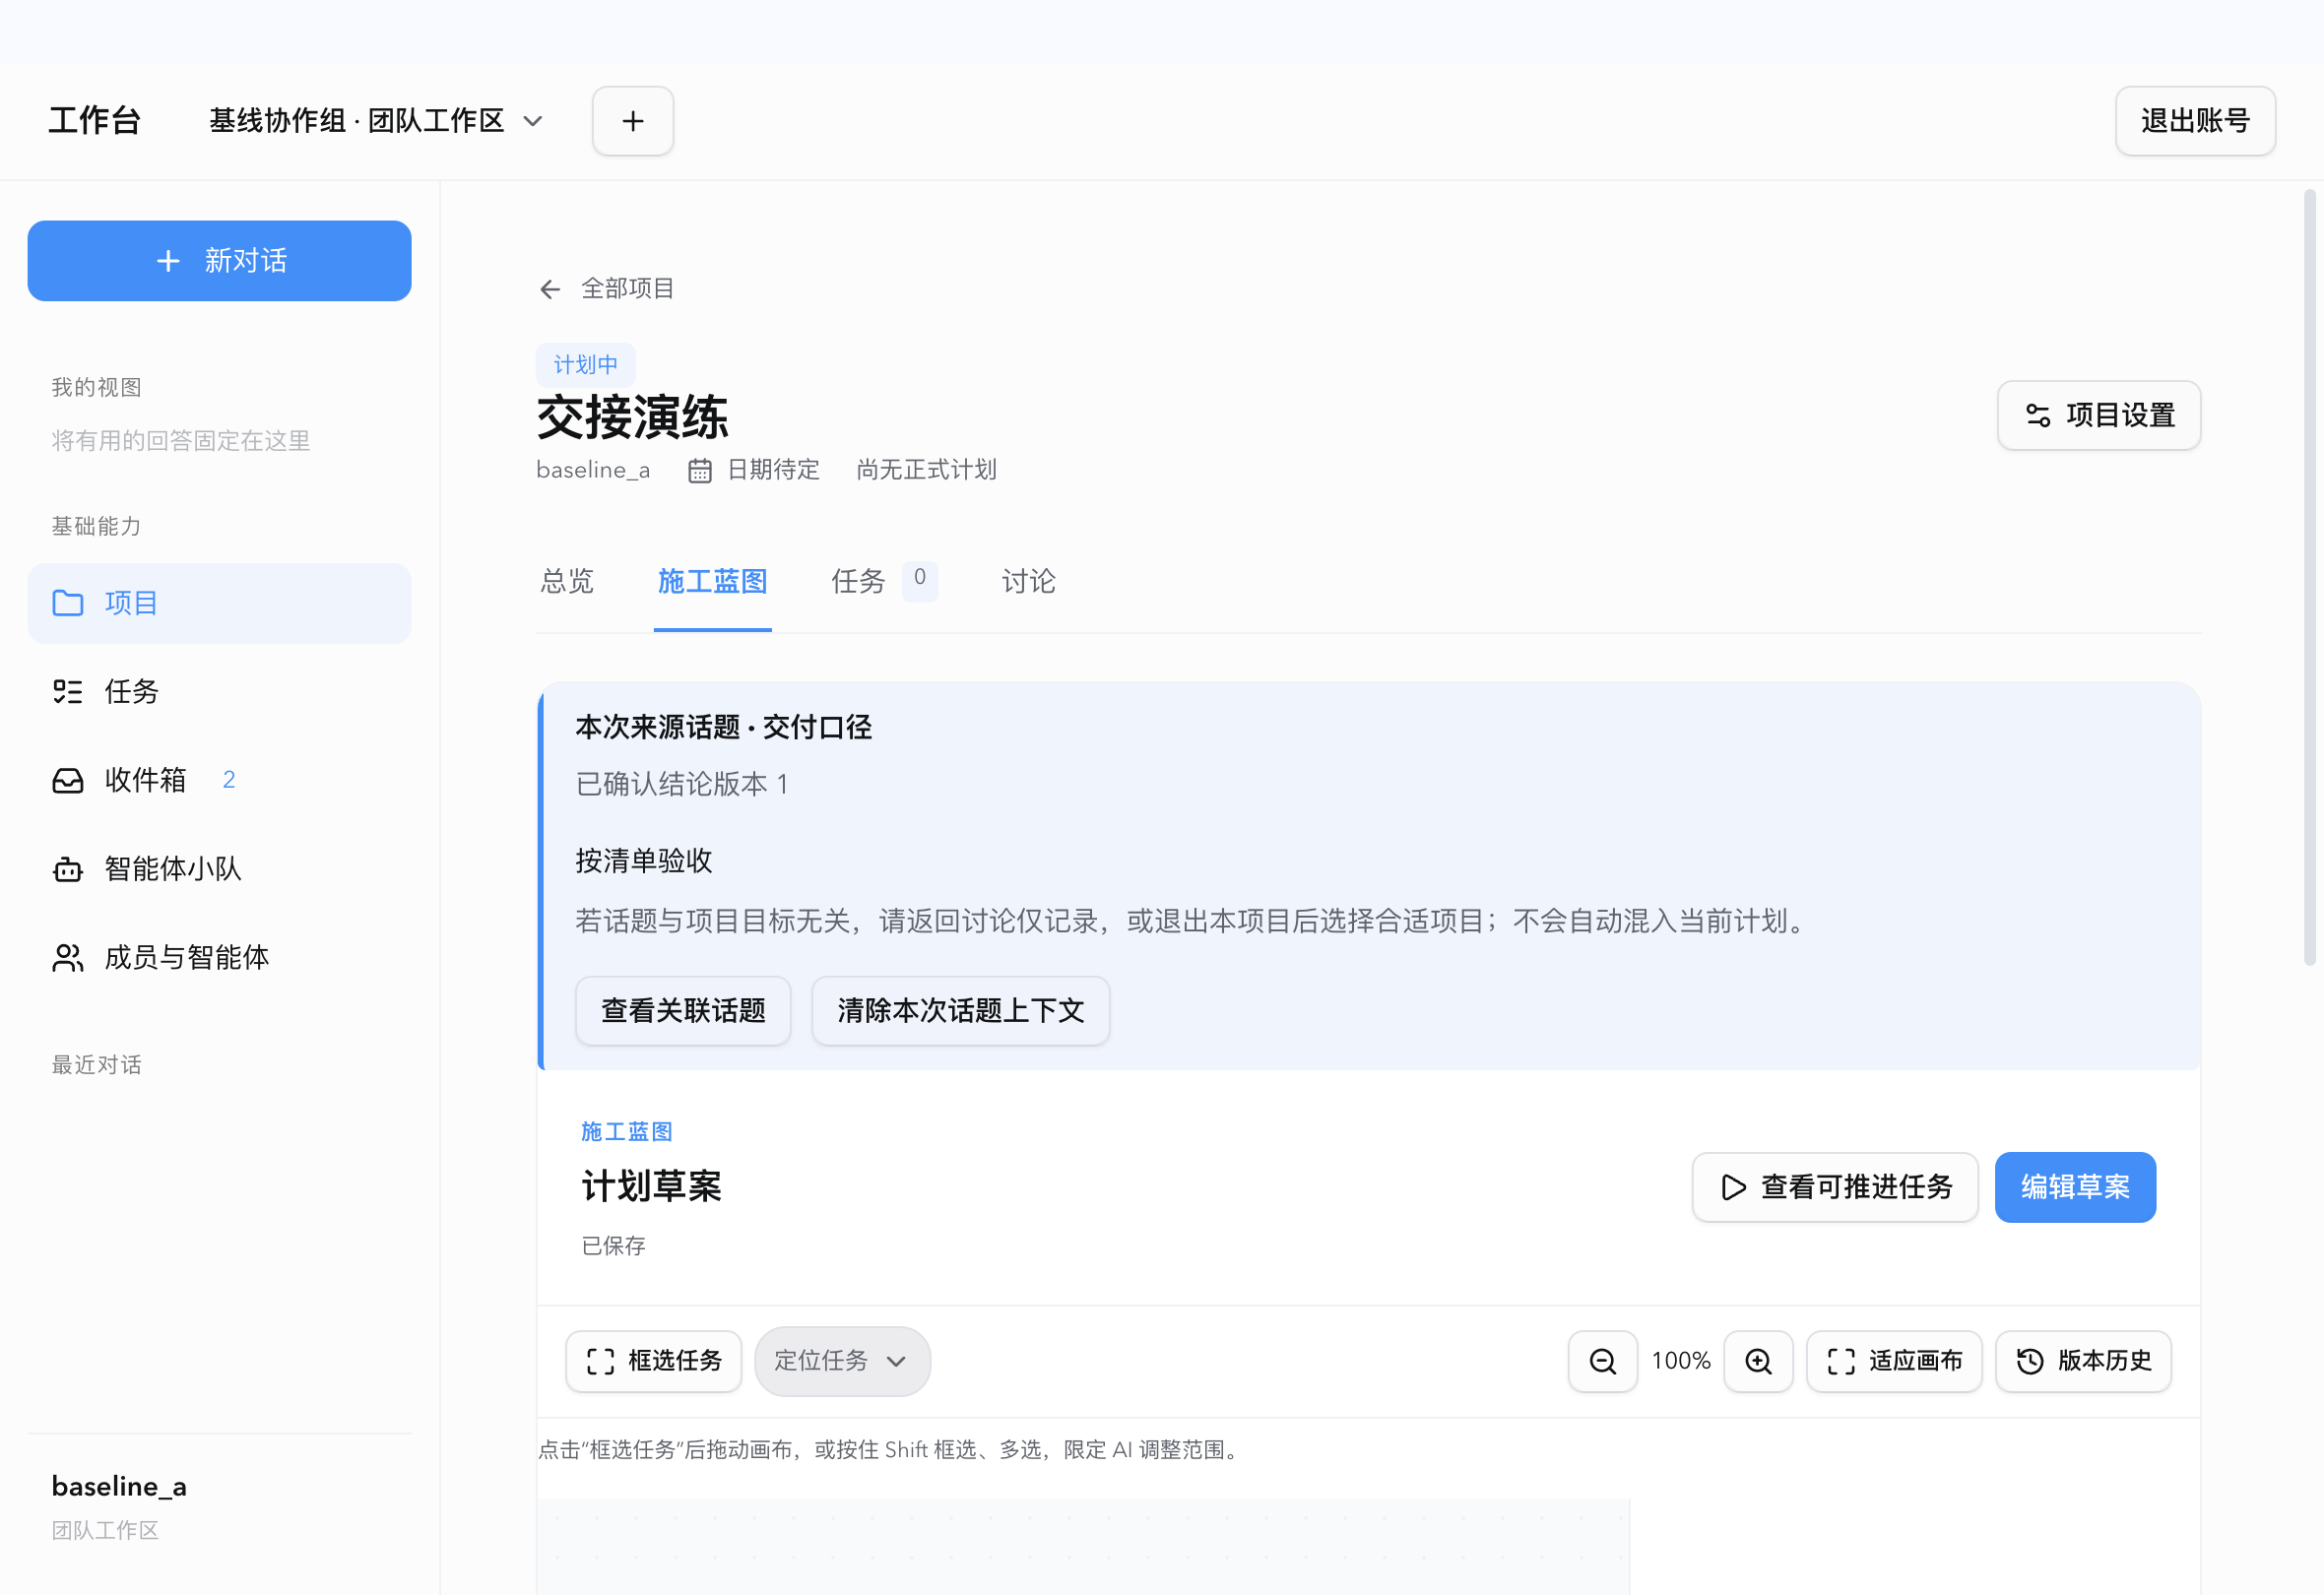 工作台
基线协作组 · 团队工作区
退出账号
新对话
我的视图
将有用的回答固定在这里
基础能力
项目
任务
收件箱 2
智能体小队
成员与智能体
最近对话
baseline_a
团队工作区
全部项目
计划中
交接演练
baseline_a 日期待定 尚无正式计划
项目设置
总览 施工蓝图 任务 0 讨论
本次来源话题 · 交付口径
已确认结论版本 1
按清单验收
若话题与项目目标无关，请返回讨论仅记录，或退出本项目后选择合适项目；不会自动混入当前计划。
查看关联话题 清除本次话题上下文
施工蓝图
计划草案
已保存
查看可推进任务 编辑草案
框选任务 定位任务 100% 适应画布 版本历史
点击“框选任务”后拖动画布，或按住 Shift 框选、多选，限定 AI 调整范围。